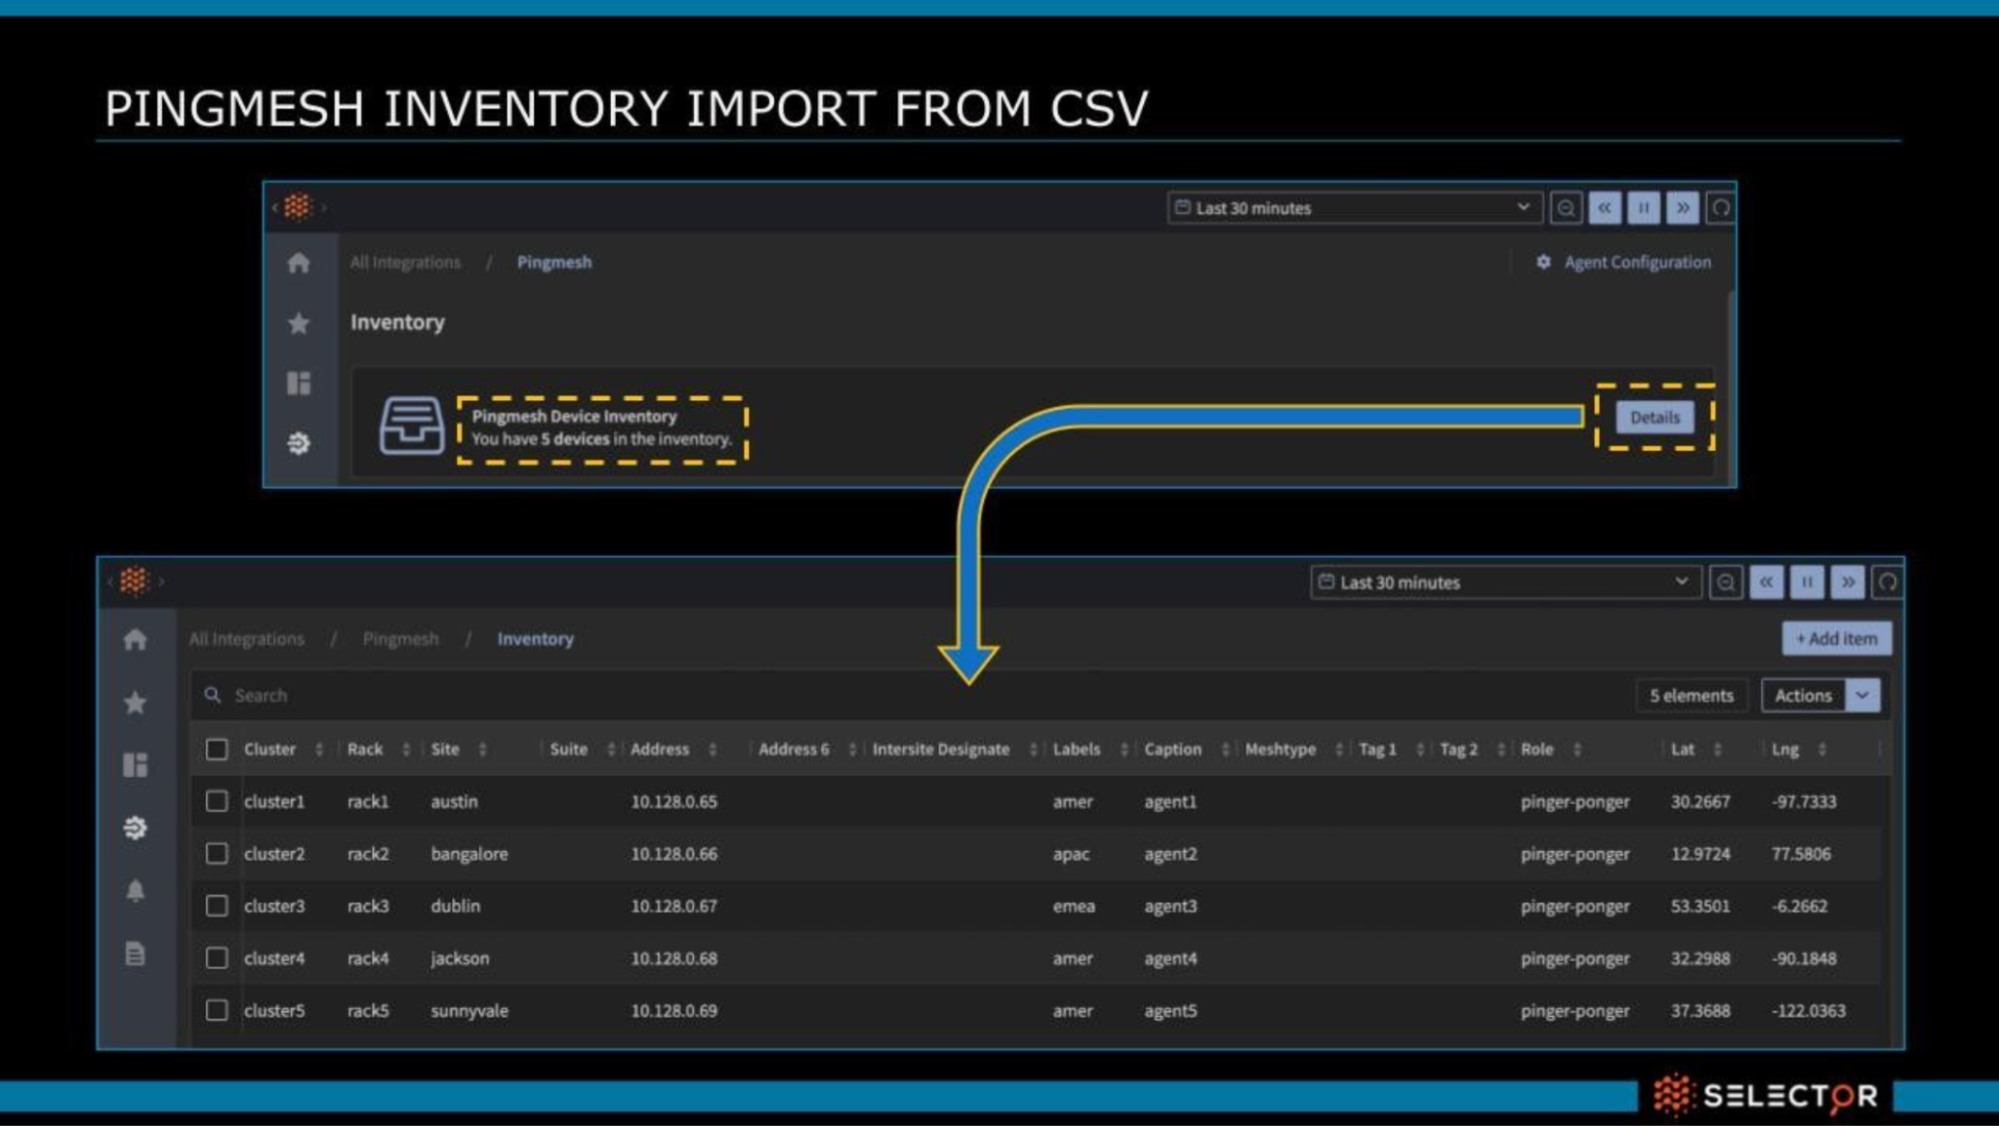 PINGMESH INVENTORY IMPORT FROM CSV
Last 30 minutes
All Integrations / Pingmesh
Agent Configuration
Inventory
Pingmesh Device Inventory
You have 5 devices in the inventory.
Details
Last 30 minutes
All Integrations / Pingmesh / Inventory
+ Add item
Search
5 elements
Actions
Cluster Rack Site Suite Address Address 6 Intersite Designate Labels Caption Meshtype Tag 1 Tag 2 Role Lat Lng
cluster1 rack1 austin 10.128.0.65 amer agent1 pinger-ponger 30.2667 -97.7333
cluster2 rack2 bangalore 10.128.0.66 apac agent2 pinger-ponger 12.9724 77.5806
cluster3 rack3 dublin 10.128.0.67 emea agent3 pinger-ponger 53.3501 -6.2662
cluster4 rack4 jackson 10.128.0.68 amer agent4 pinger-ponger 32.2988 -90.1848
cluster5 rack5 sunnyvale 10.128.0.69 amer agent5 pinger-ponger 37.3688 -122.0363
SELECTOR